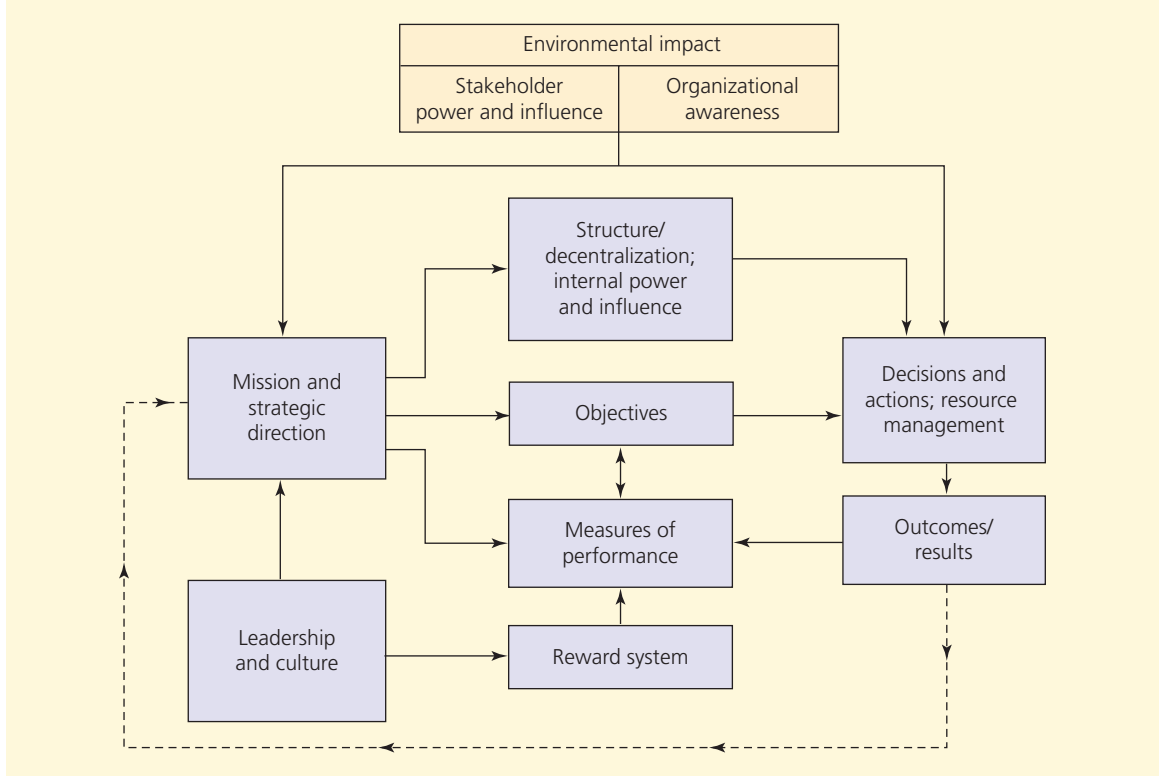 Environmental impact
Stakeholder
power and influence
Organizational
awareness
Structure/
decentralization;
internal power
and influence
Mission and
strategic
direction
Objectives
Decisions and
actions; resource
management
Measures of
performance
Outcomes/
results
Leadership
and culture
Reward system